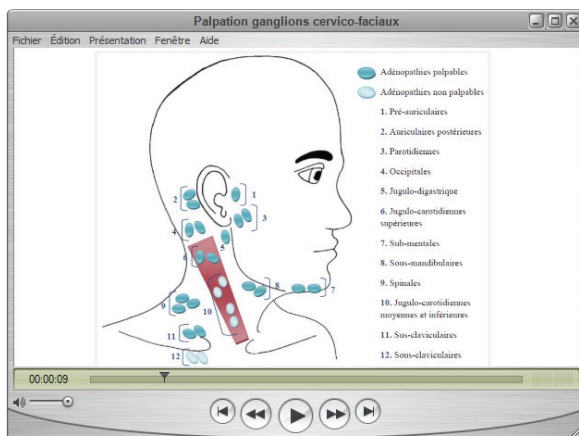 Palpation ganglions cervico-faciaux
Fichier Édition Présentation Fenêtre Aide
Adénopathies palpables
Adénopathies non palpables
1. Pré-auriculaires
2. Auriculaires postérieures
3. Parotidiennes
4. Occipitales
5. Jugulo-digastrique
6. Jugulo-carotidiennes
supérieures
7. Sub-mentales
8. Sous-mandibulaires
9. Spinales
10. Jugulo-carotidiennes
moyennes et inférieures
11. Sus-claviculaires
12. Sous-claviculaires
1
2
3
4
5
6
7
8
9
10
11
12
00:00:09